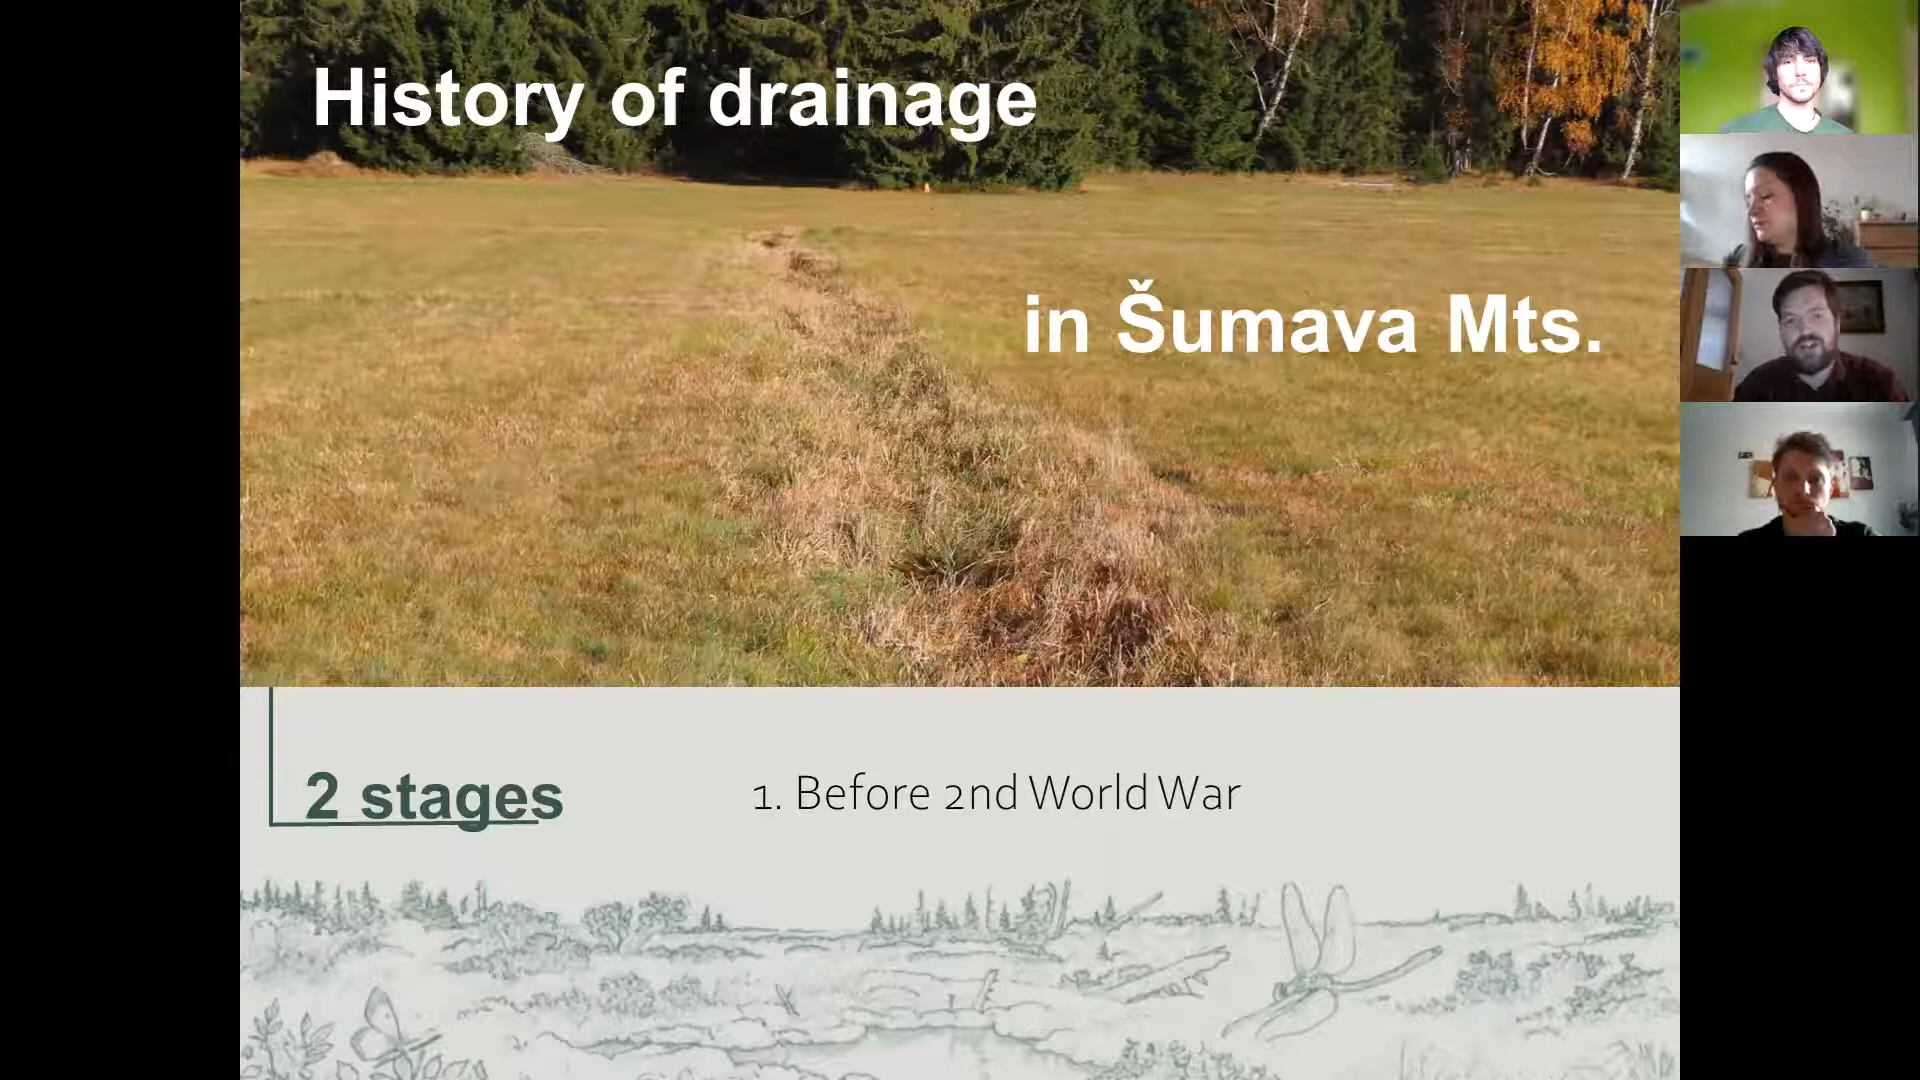 History of drainage
in Šumava Mts.
2 stages
1. Before 2nd World War